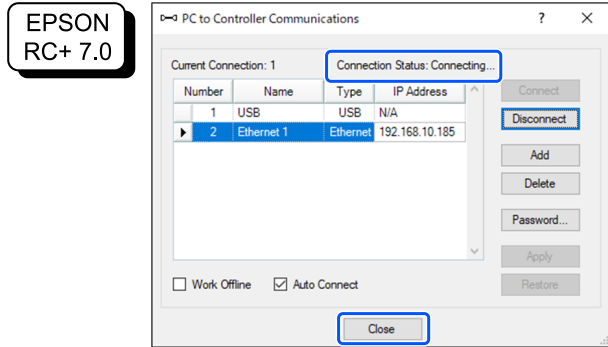 EPSON
RC+ 7.0
PC to Controller Communications
Current Connection: 1 Connection Status: Connecting...
Number Name Type IP Address
1 USB USB N/A
2 Ethernet 1 Ethernet 192.168.10.185
Connect
Disconnect
Add
Delete
Password...
Apply
Restore
Work Offline Auto Connect
Close